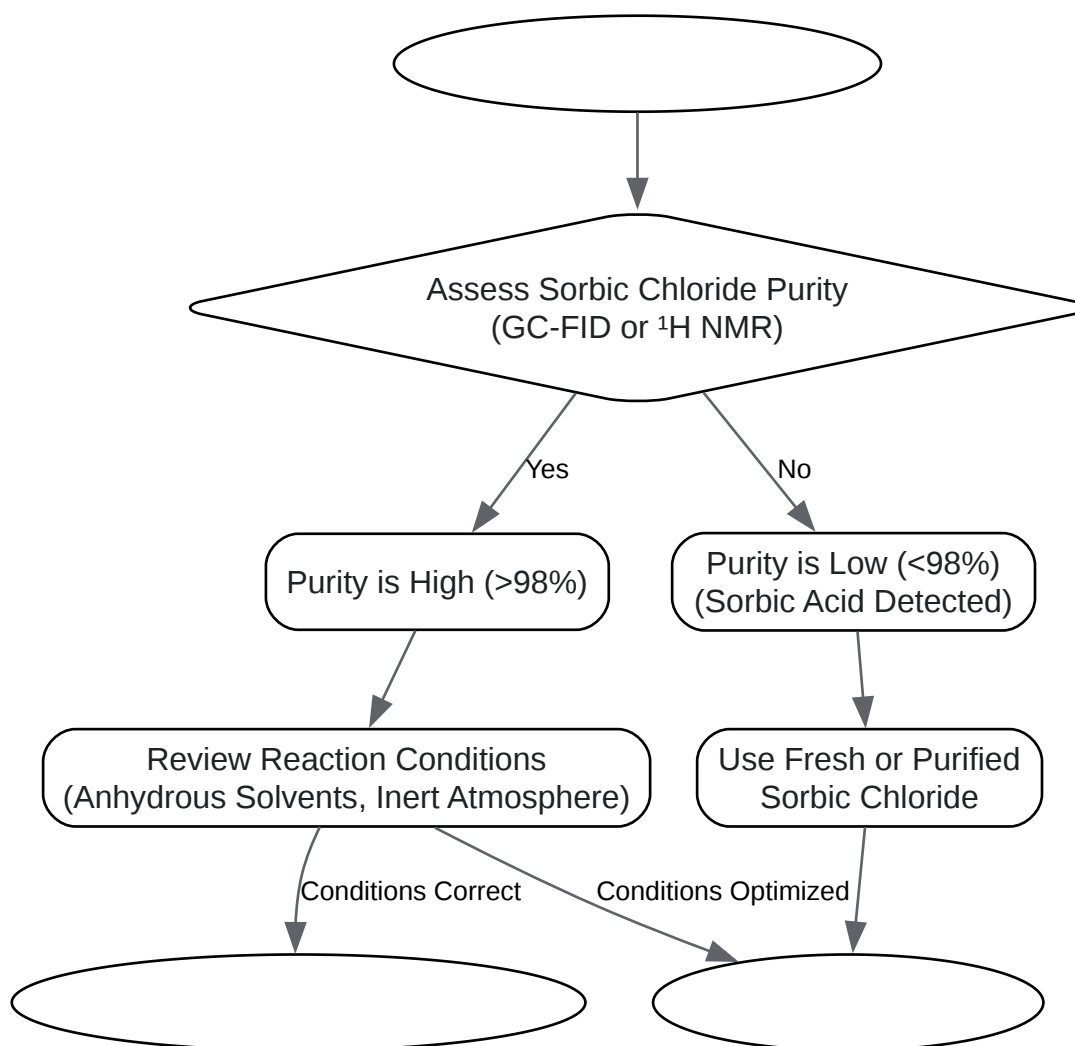 Assess Sorbic Chloride Purity
(GC-FID or ¹H NMR)
Yes
No
Purity is High (>98%)
Purity is Low (<98%)
(Sorbic Acid Detected)
Review Reaction Conditions
(Anhydrous Solvents, Inert Atmosphere)
Use Fresh or Purified
Sorbic Chloride
Conditions Correct
Conditions Optimized